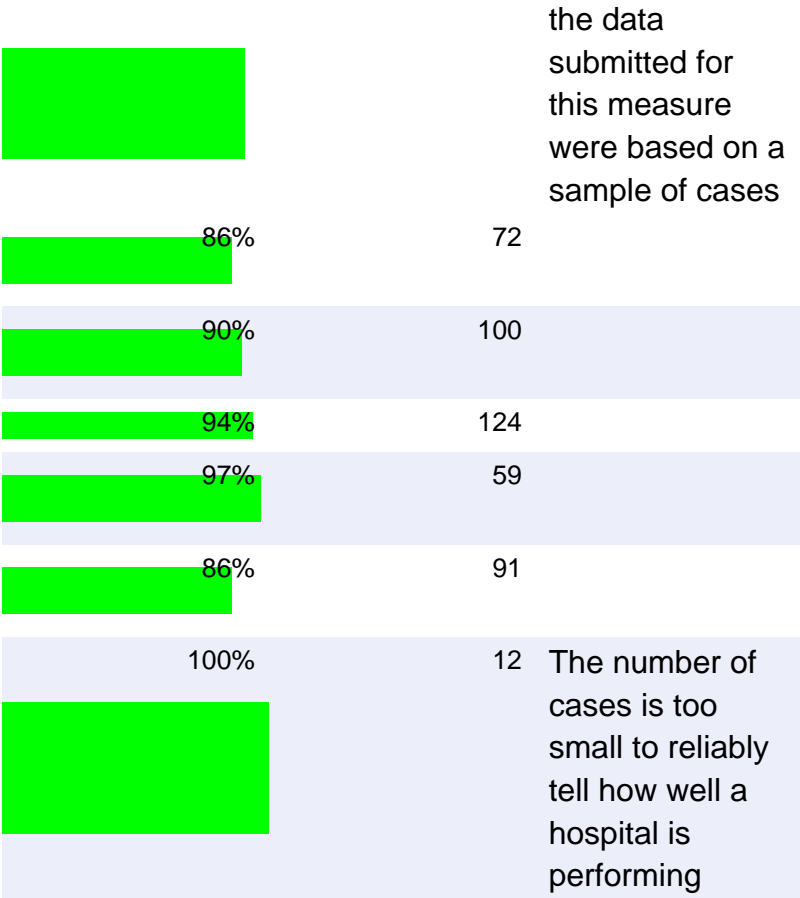 the data
submitted for
this measure
were based on a
sample of cases
86% 72
90% 100
94% 124
97% 59
86% 91
100% 12 The number of
cases is too
small to reliably
tell how well a
hospital is
performing